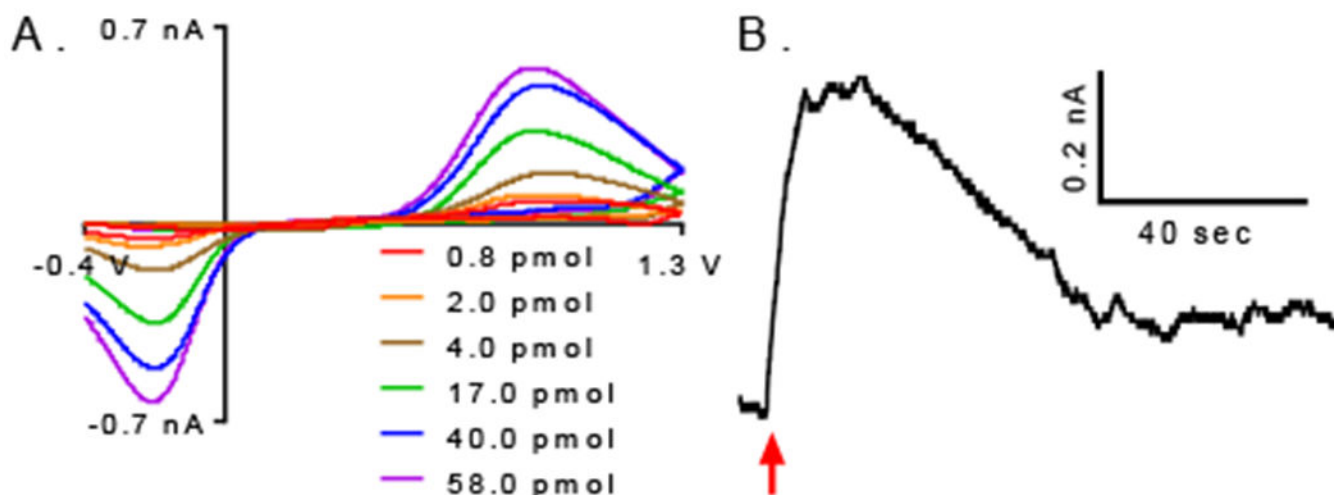 A .
0.7 nA
-0.4 V
1.3 V
-0.7 nA
0.8 pmol
2.0 pmol
4.0 pmol
17.0 pmol
40.0 pmol
58.0 pmol
B .
0.2 nA
40 sec